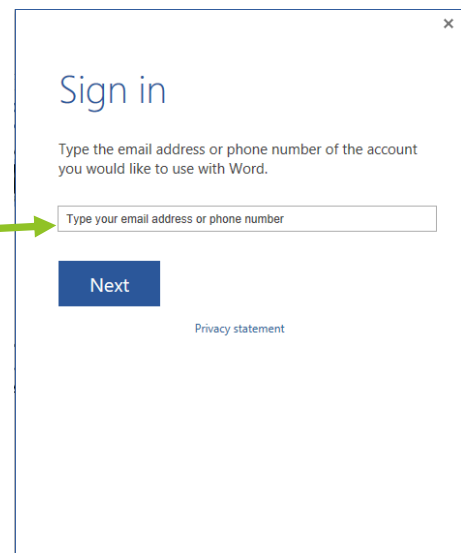 Sign in
Type the email address or phone number of the account
you would like to use with Word.
Type your email address or phone number
Next
Privacy statement